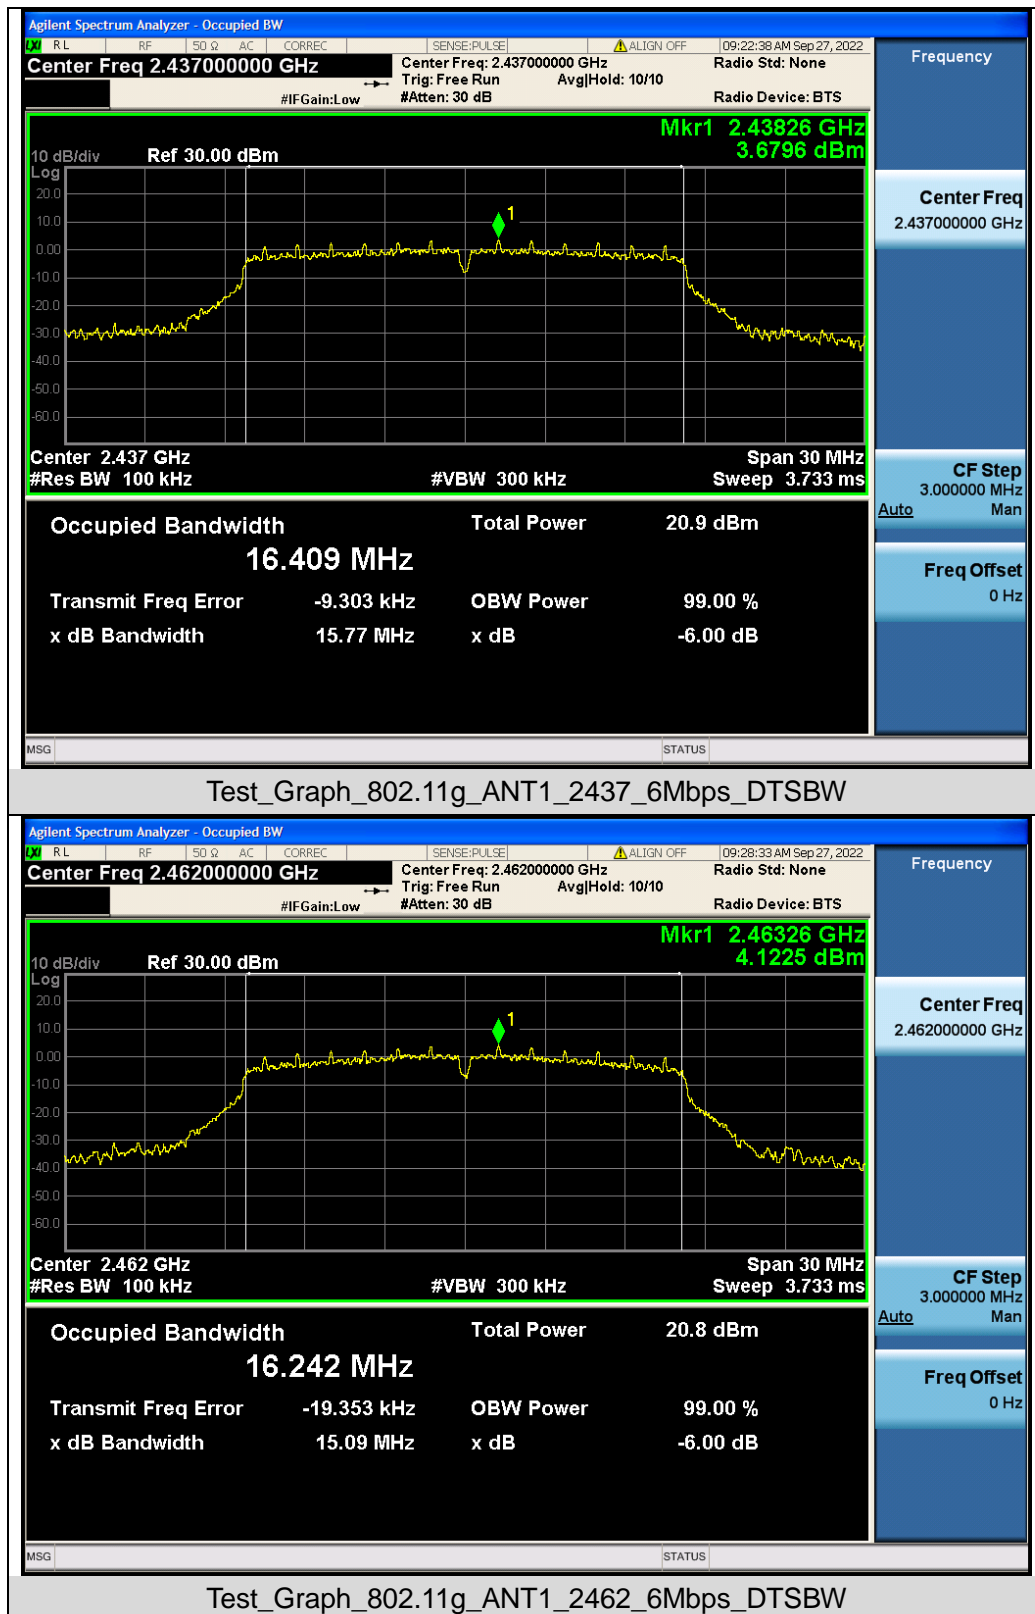 Agilent Spectrum Analyzer - Occupied BW
LXI RL RF 50 Ω AC CORREC SENSE:PULSE ALIGN OFF 09:22:38 AM Sep 27, 2022
Center Freq 2.437000000 GHz Center Freq: 2.437000000 GHz Radio Std: None
Trig: Free Run Avg|Hold: 10/10
#IFGain:Low #Atten: 30 dB Radio Device: BTS
Frequency
Mkr1 2.43826 GHz
3.6796 dBm
10 dB/div Ref 30.00 dBm
Log
20.0
10.0
0.00
-10.0
-20.0
-30.0
-40.0
-50.0
-60.0
1
Center 2.437 GHz Span 30 MHz
#Res BW 100 kHz #VBW 300 kHz Sweep 3.733 ms
Center Freq
2.437000000 GHz
CF Step
3.000000 MHz
Auto Man
Freq Offset
0 Hz
Occupied Bandwidth Total Power 20.9 dBm
16.409 MHz
Transmit Freq Error -9.303 kHz OBW Power 99.00 %
x dB Bandwidth 15.77 MHz x dB -6.00 dB
MSG STATUS
Test_Graph_802.11g_ANT1_2437_6Mbps_DTSBW
Agilent Spectrum Analyzer - Occupied BW
LXI RL RF 50 Ω AC CORREC SENSE:PULSE ALIGN OFF 09:28:33 AM Sep 27, 2022
Center Freq 2.462000000 GHz Center Freq: 2.462000000 GHz Radio Std: None
Trig: Free Run Avg|Hold: 10/10
#IFGain:Low #Atten: 30 dB Radio Device: BTS
Frequency
Mkr1 2.46326 GHz
4.1225 dBm
10 dB/div Ref 30.00 dBm
Log
20.0
10.0
0.00
-10.0
-20.0
-30.0
-40.0
-50.0
-60.0
1
Center 2.462 GHz Span 30 MHz
#Res BW 100 kHz #VBW 300 kHz Sweep 3.733 ms
Center Freq
2.462000000 GHz
CF Step
3.000000 MHz
Auto Man
Freq Offset
0 Hz
Occupied Bandwidth Total Power 20.8 dBm
16.242 MHz
Transmit Freq Error -19.353 kHz OBW Power 99.00 %
x dB Bandwidth 15.09 MHz x dB -6.00 dB
MSG STATUS
Test_Graph_802.11g_ANT1_2462_6Mbps_DTSBW